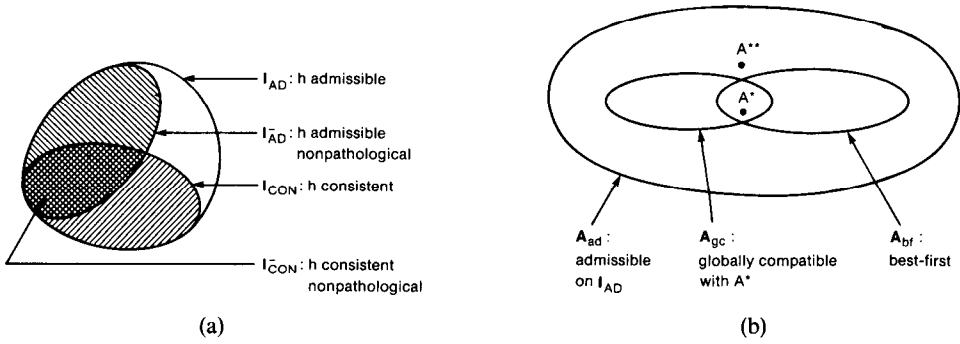 I_AD : h admissible
I⁻_AD : h admissible
nonpathological
I_CON : h consistent
I⁻_CON : h consistent
nonpathological
(a)
A**
A*
A_ad :
admissible
on I_AD
A_gc :
globally compatible
with A*
A_bf :
best-first
(b)